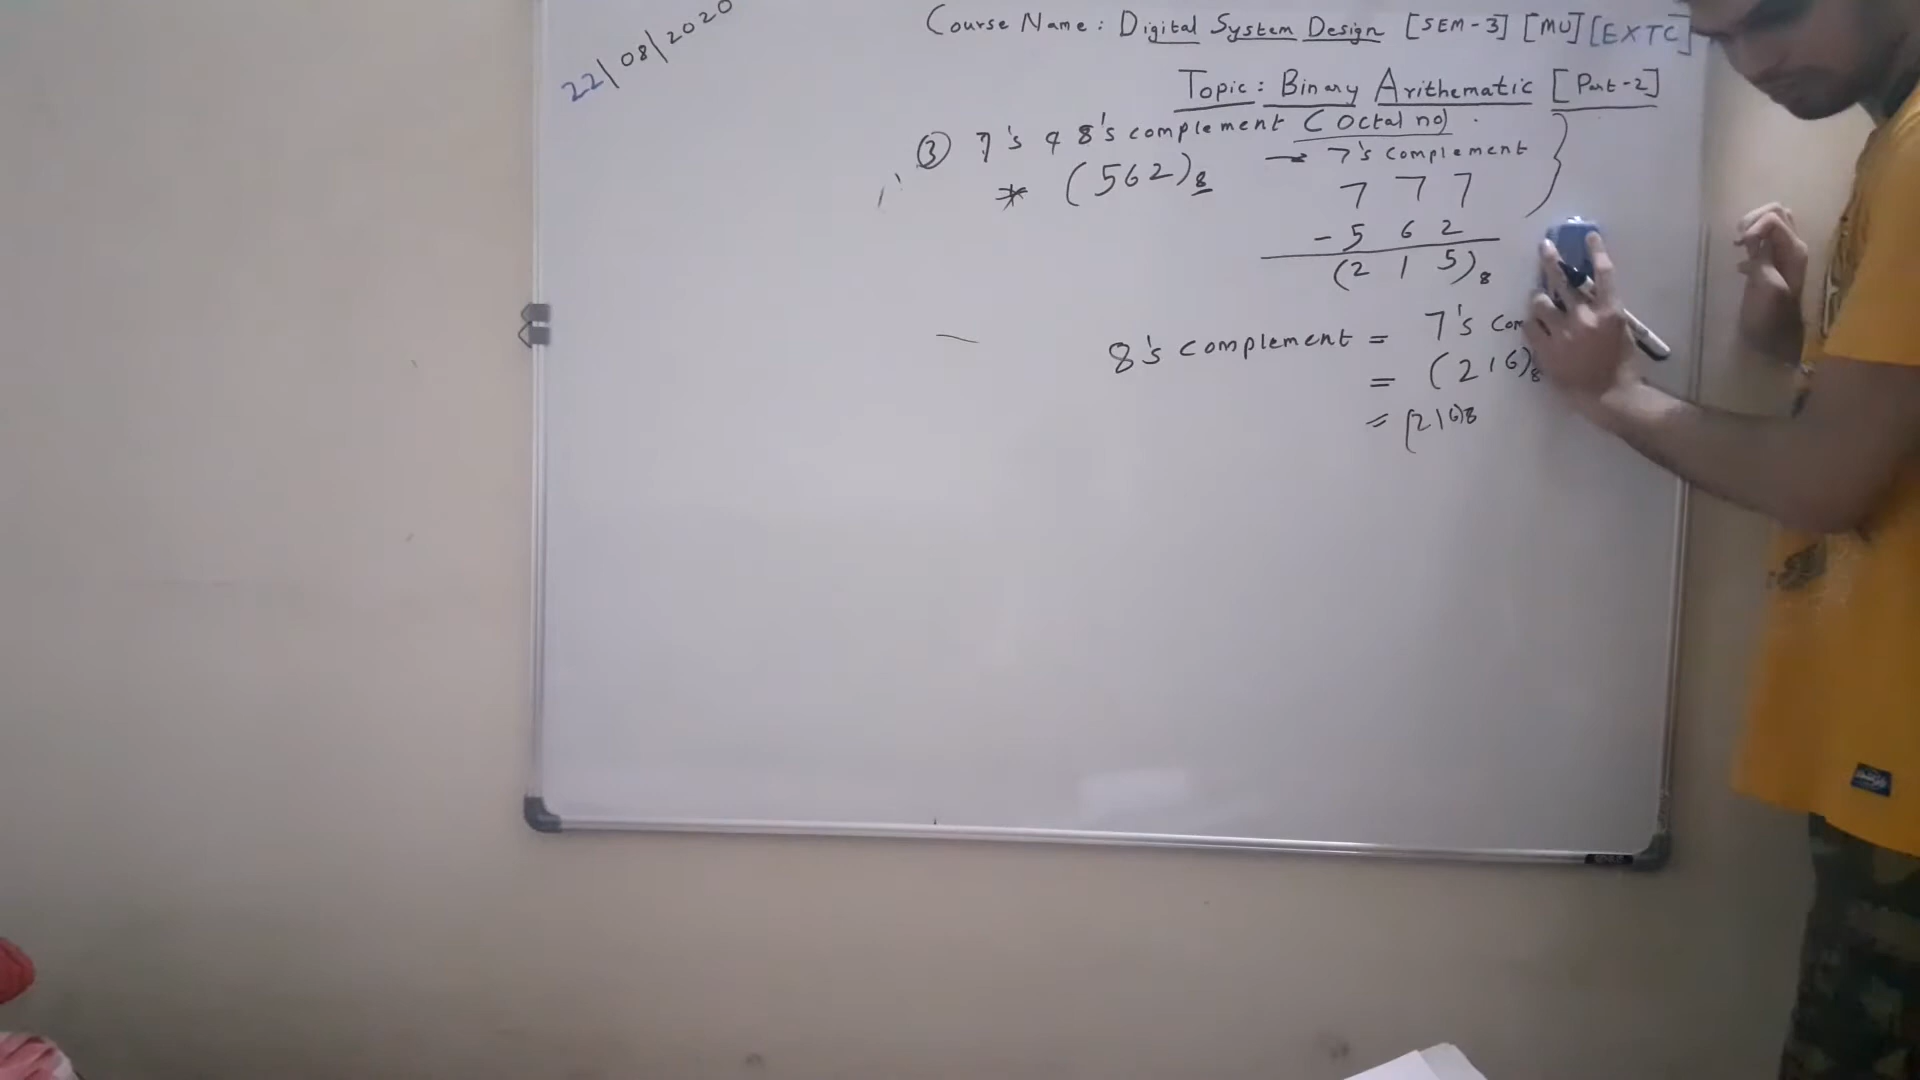 22/08/2020
Course Name: Digital System Design [SEM-3] [MU] [EXTC]
Topic: Binary Arithematic [Part-2]
③ 7's & 8's complement (Octal no)
* (562)₈ → 7's complement
7 7 7
- 5 6 2
(2 1 5)₈
8's complement = 7's com
= (216)₈
= (216)₈